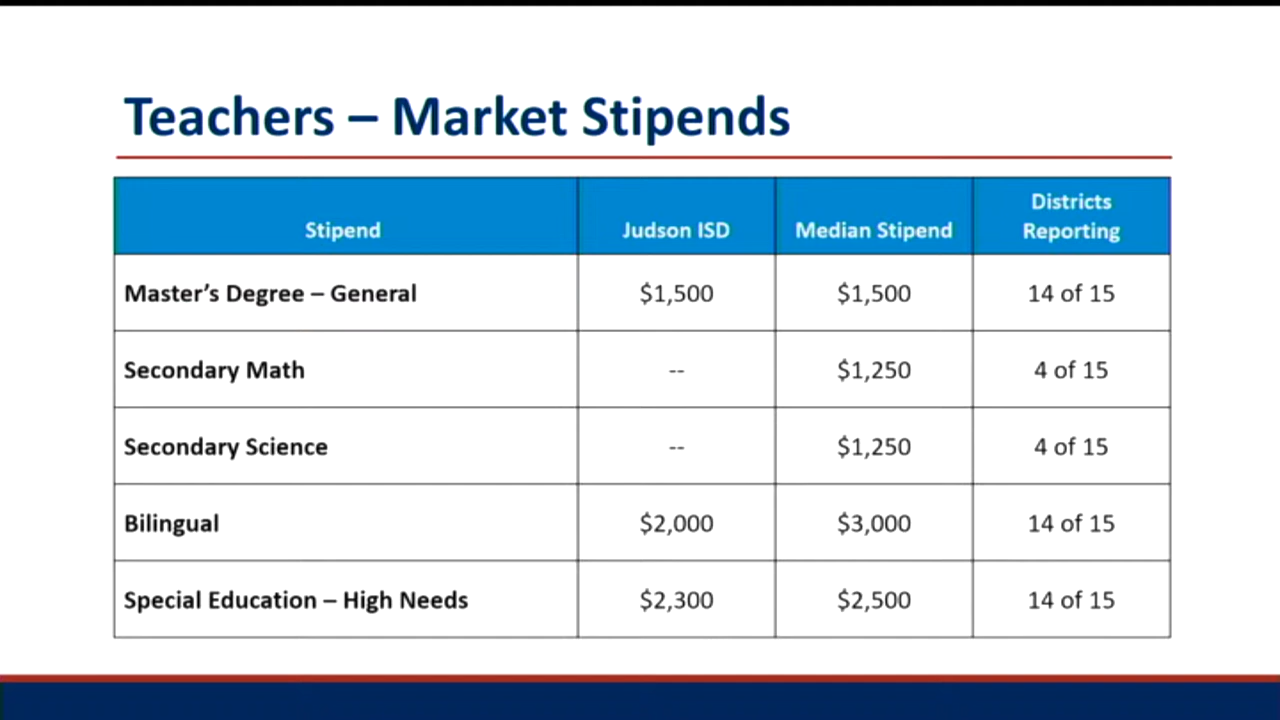 Teachers – Market Stipends
Stipend Judson ISD Median Stipend Districts Reporting
Master’s Degree – General $1,500 $1,500 14 of 15
Secondary Math -- $1,250 4 of 15
Secondary Science -- $1,250 4 of 15
Bilingual $2,000 $3,000 14 of 15
Special Education – High Needs $2,300 $2,500 14 of 15